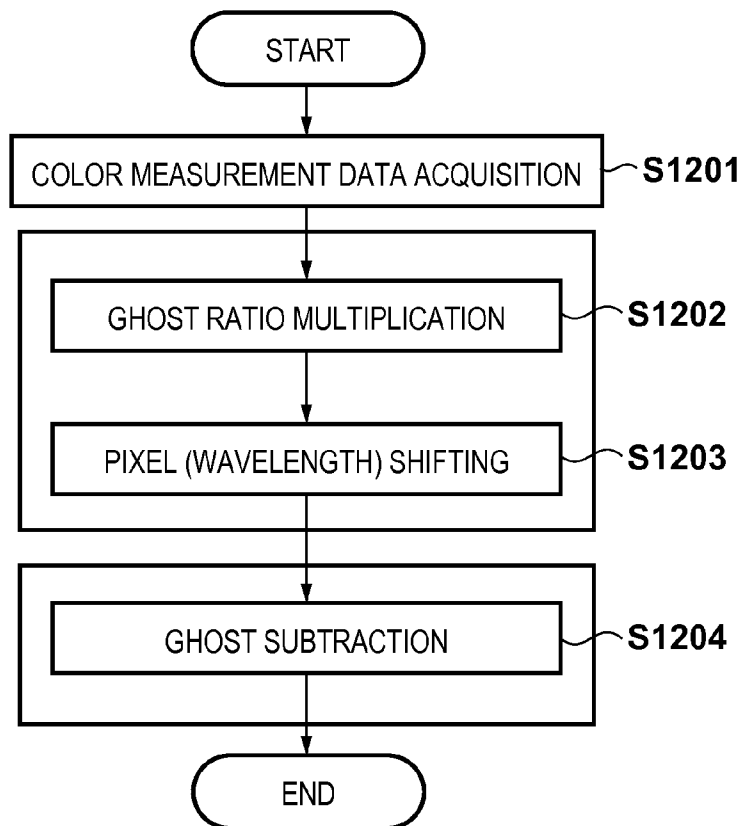 START
COLOR MEASUREMENT DATA ACQUISITION S1201
GHOST RATIO MULTIPLICATION S1202
PIXEL (WAVELENGTH) SHIFTING S1203
GHOST SUBTRACTION S1204
END